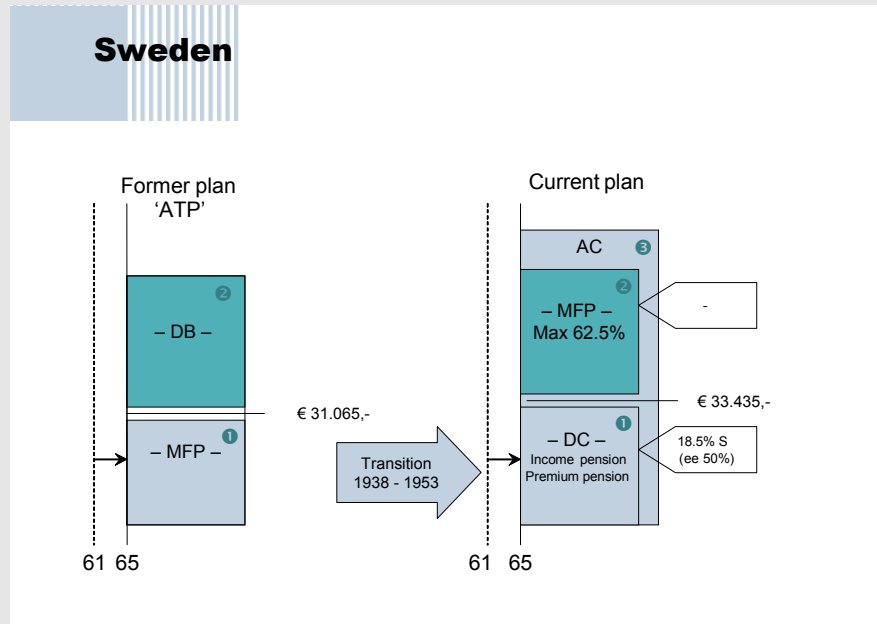 Sweden
Former plan
‘ATP’
❷
– DB –
€ 31.065,-
❶
– MFP –
61 65
Transition
1938 - 1953
Current plan
AC ❸
❷
– MFP –
Max 62.5%
-
€ 33.435,-
❶
– DC –
Income pension
Premium pension
18.5% S
(ee 50%)
61 65